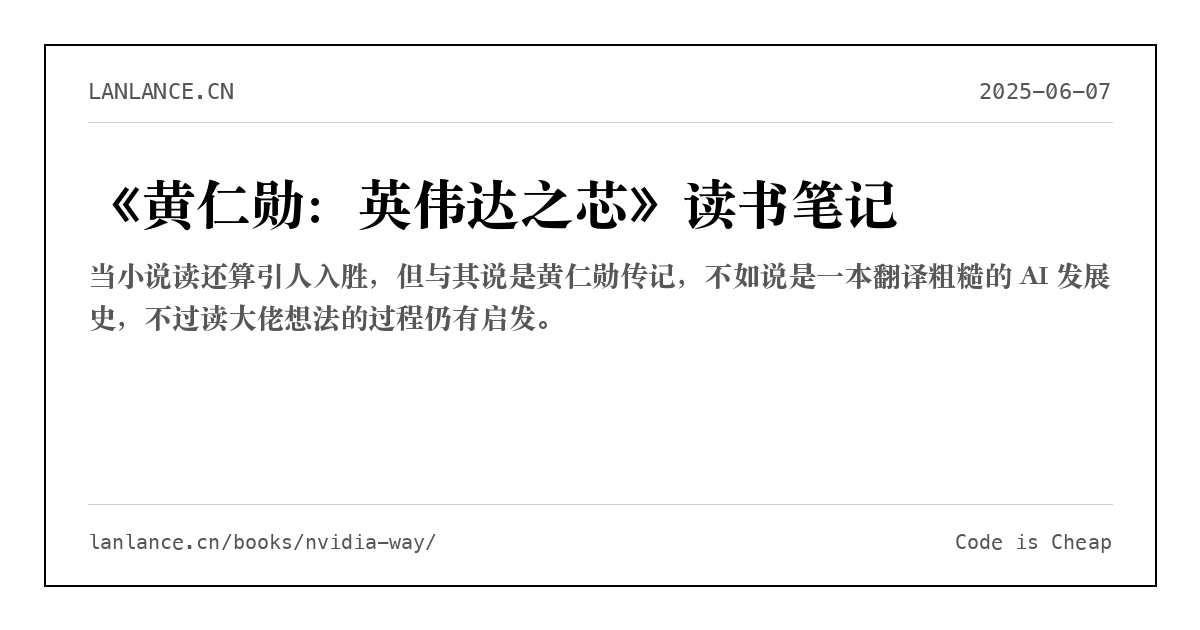 LANLANCE.CN
2025-06-07
《黄仁勋：英伟达之芯》读书笔记
当小说读还算引人入胜，但与其说是黄仁勋传记，不如说是一本翻译粗糙的 AI 发展
史，不过读大佬想法的过程仍有启发。
lanlance.cn/books/nvidia-way/
Code is Cheap